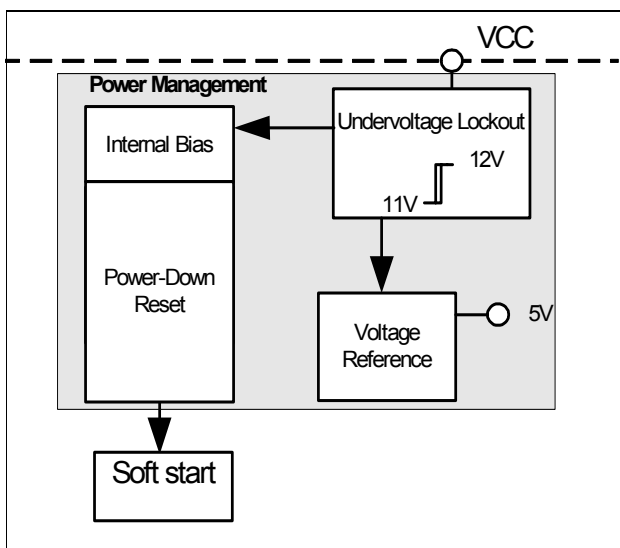 VCC
Power Management
Undervoltage Lockout
Internal Bias
12V
11V
Power-Down
Reset
5V
Voltage
Reference
Soft start